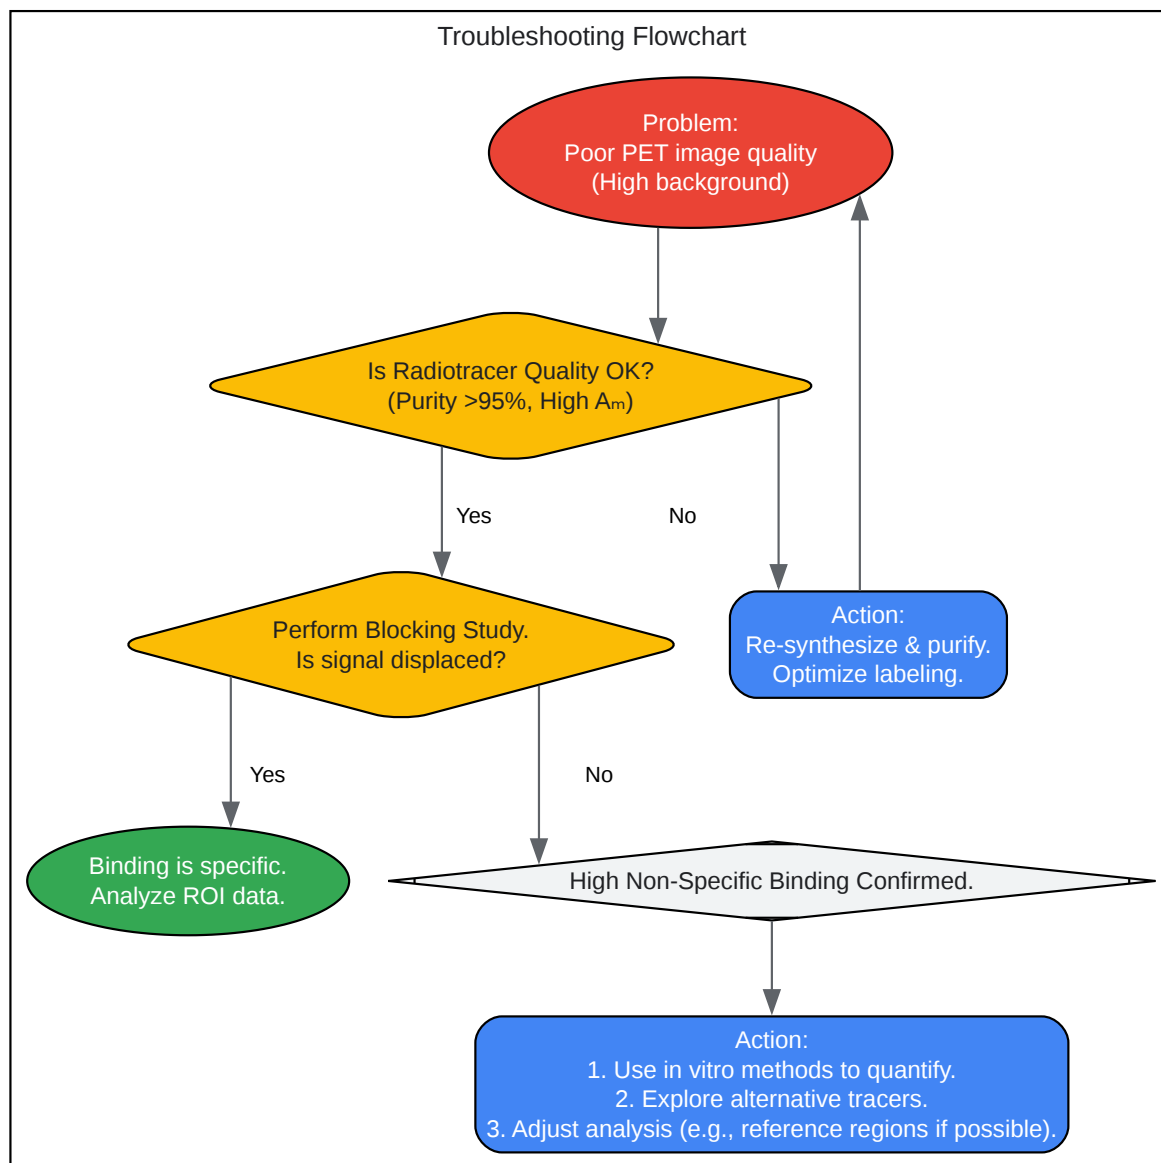 Troubleshooting Flowchart
Problem:
Poor PET image quality
(High background)
Is Radiotracer Quality OK?
(Purity >95%, High Aₘ)
Yes
No
Perform Blocking Study.
Is signal displaced?
Action:
Re-synthesize & purify.
Optimize labeling.
Yes
No
Binding is specific.
Analyze ROI data.
High Non-Specific Binding Confirmed.
Action:
1. Use in vitro methods to quantify.
2. Explore alternative tracers.
3. Adjust analysis (e.g., reference regions if possible).